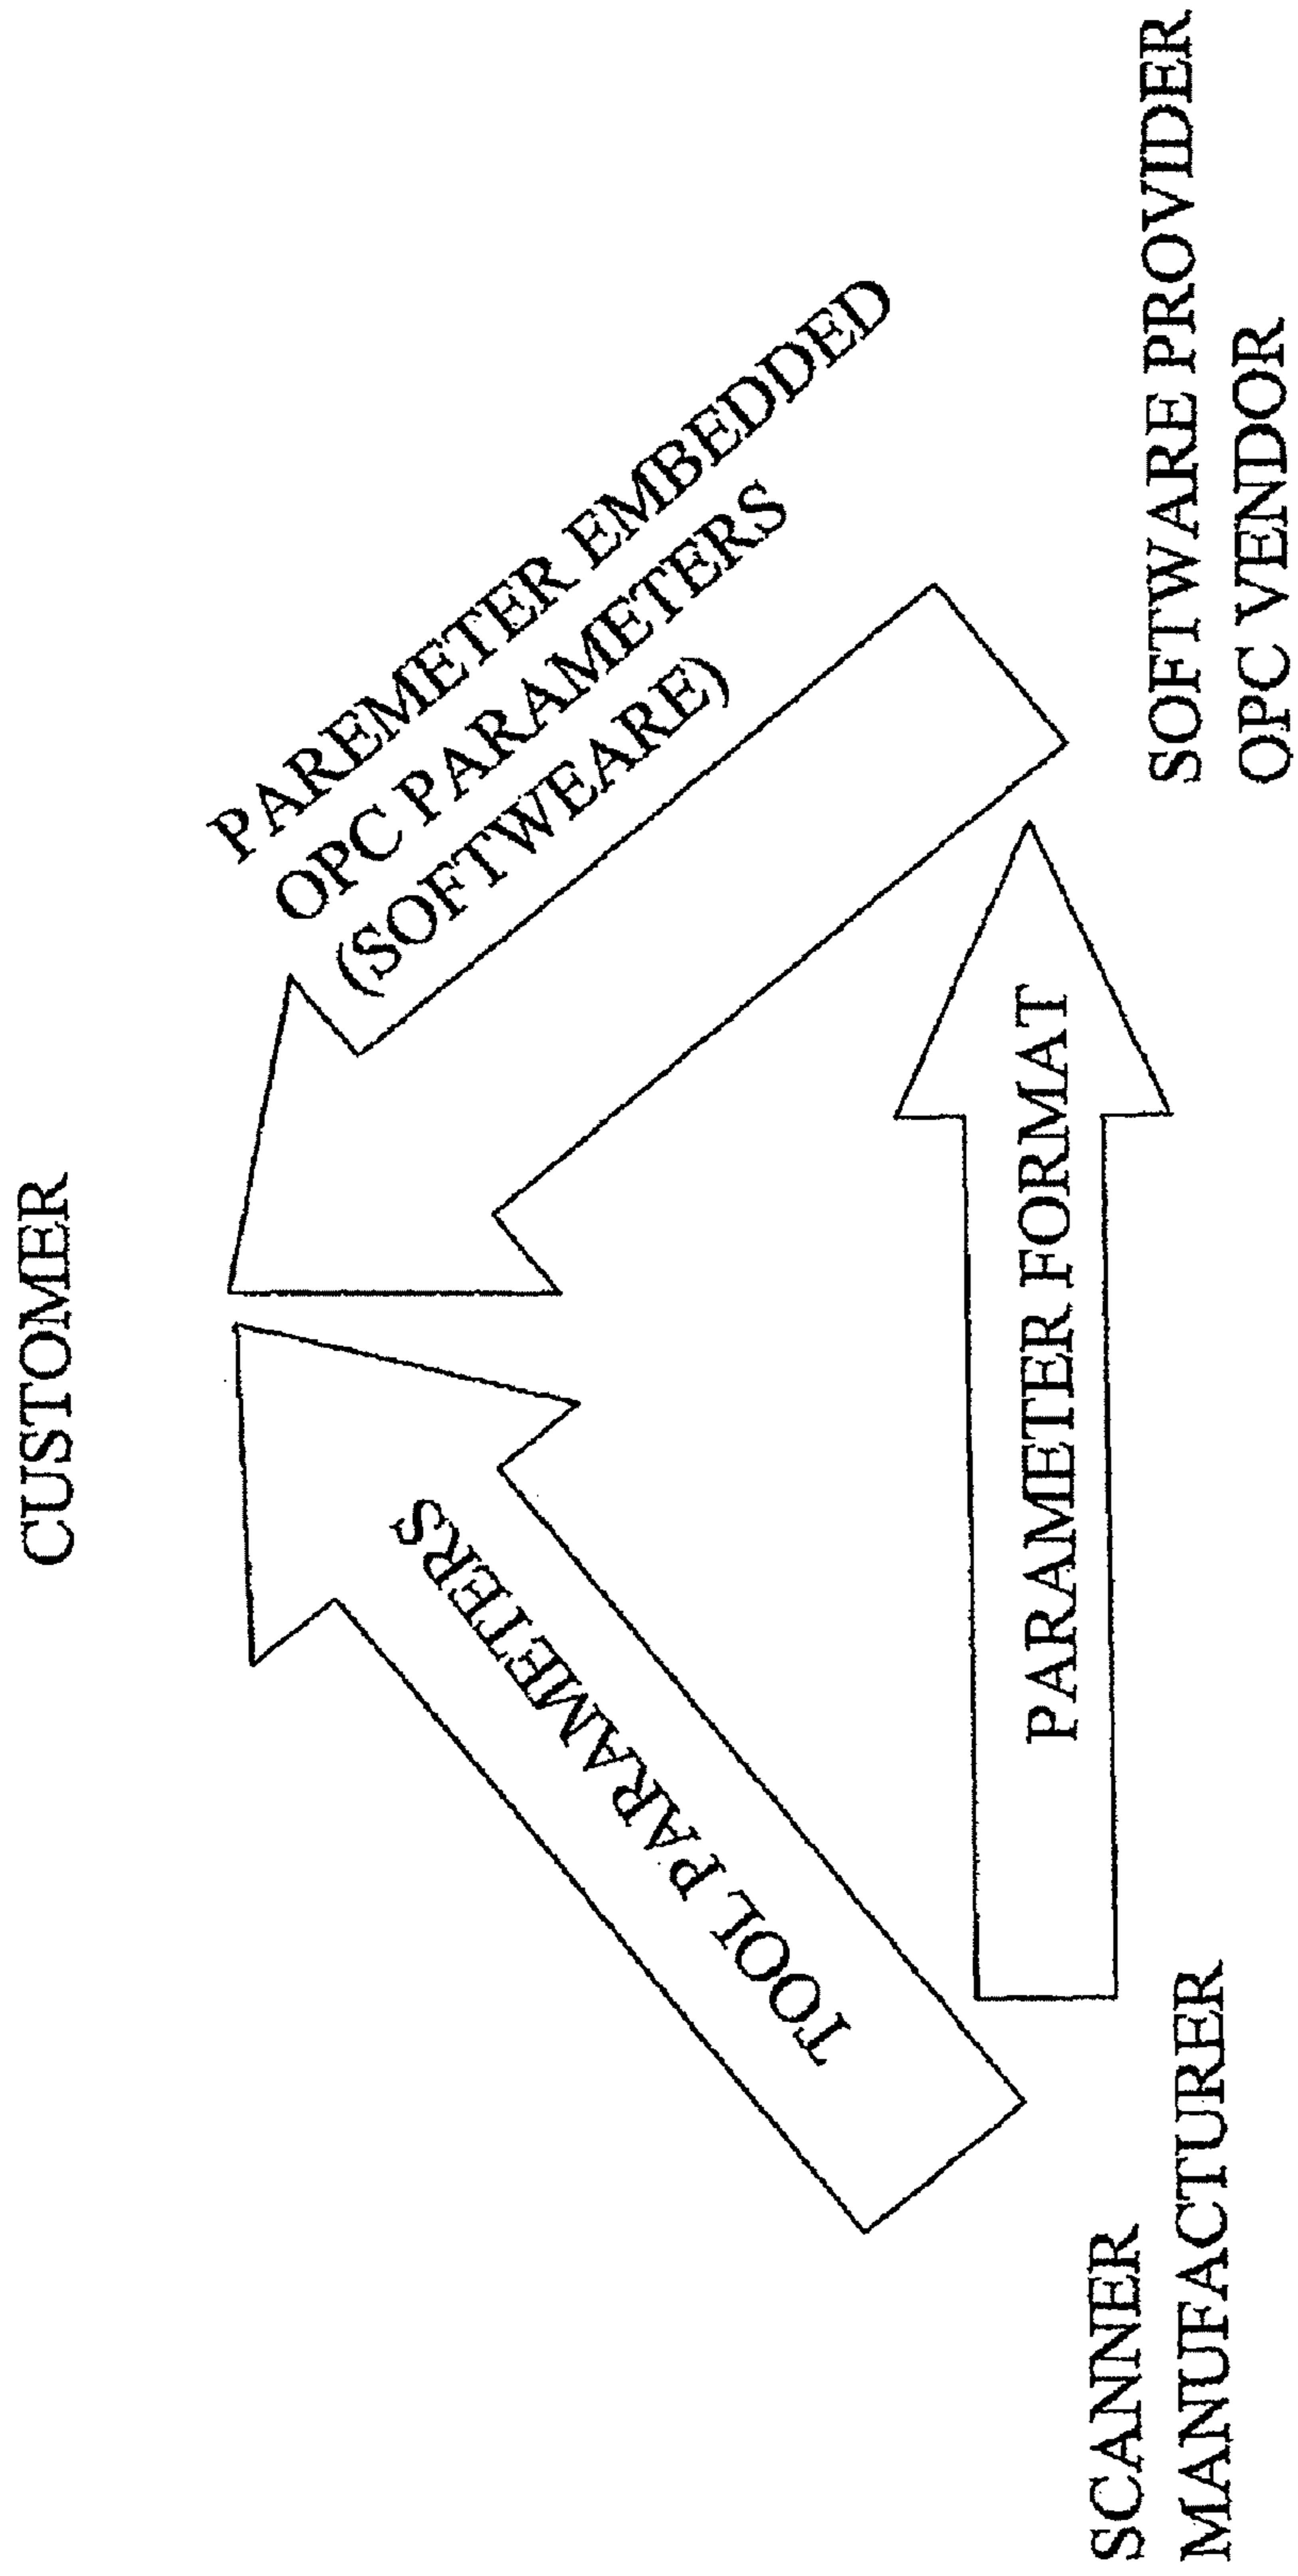 CUSTOMER
PAREMETER EMBEDDED
OPC PARAMETERS
(SOFTWEARE)
TOOL PARAMETERS
PARAMETER FORMAT
SCANNER
MANUFACTURER
SOFTWARE PROVIDER
OPC VENDOR